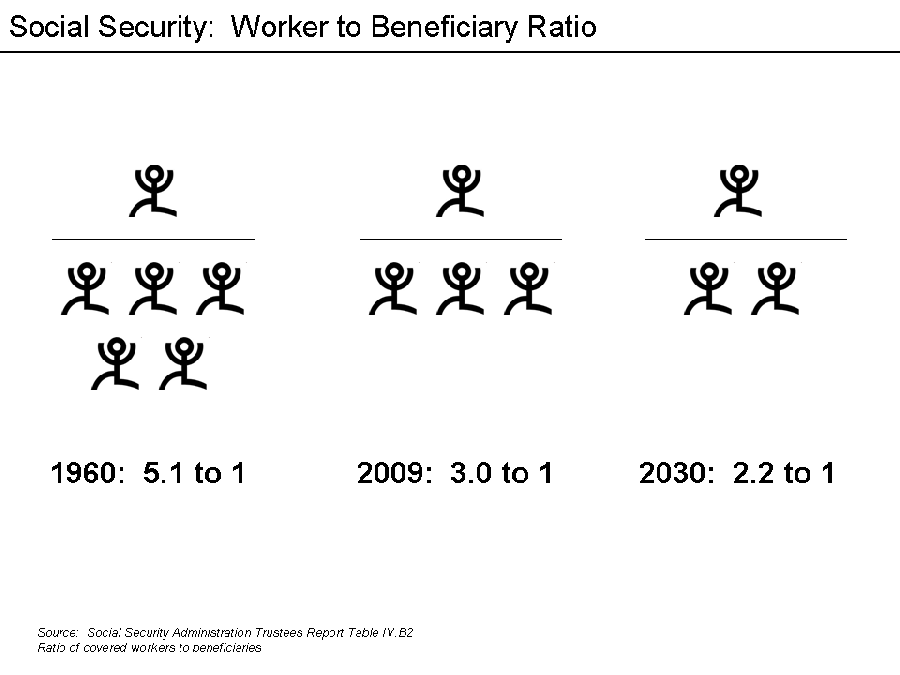 Social Security:  Worker to Beneficiary Ratio
1960:  5.1 to 1
2009:  3.0 to 1
2030:  2.2 to 1
Source:  Social Security Administration Trustees Report Table IV.B2
Ratio of covered workers to beneficiaries